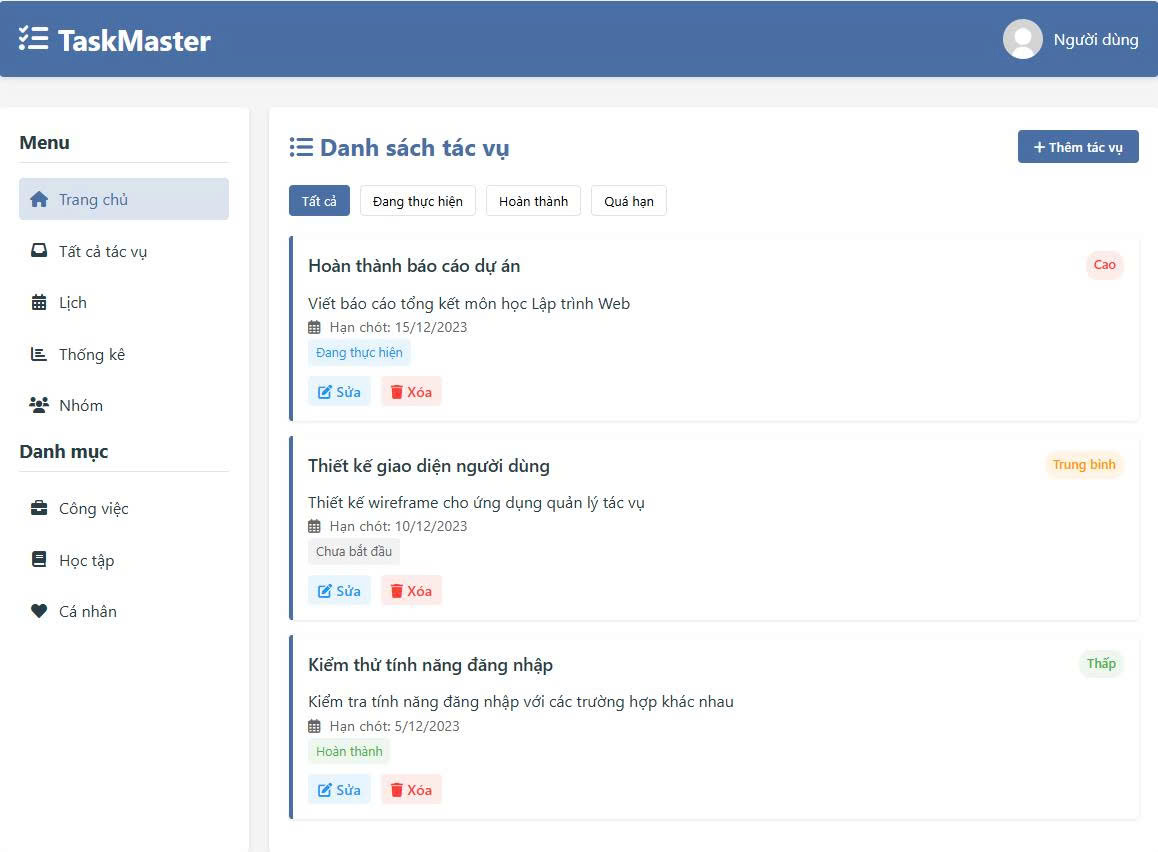 TaskMaster
Người dùng
Menu
Trang chủ
Tất cả tác vụ
Lịch
Thống kê
Nhóm
Danh mục
Công việc
Học tập
Cá nhân
Danh sách tác vụ
+ Thêm tác vụ
Tất cả
Đang thực hiện
Hoàn thành
Quá hạn
Hoàn thành báo cáo dự án
Cao
Viết báo cáo tổng kết môn học Lập trình Web
Hạn chót: 15/12/2023
Đang thực hiện
Sửa
Xóa
Thiết kế giao diện người dùng
Trung bình
Thiết kế wireframe cho ứng dụng quản lý tác vụ
Hạn chót: 10/12/2023
Chưa bắt đầu
Sửa
Xóa
Kiểm thử tính năng đăng nhập
Thấp
Kiểm tra tính năng đăng nhập với các trường hợp khác nhau
Hạn chót: 5/12/2023
Hoàn thành
Sửa
Xóa